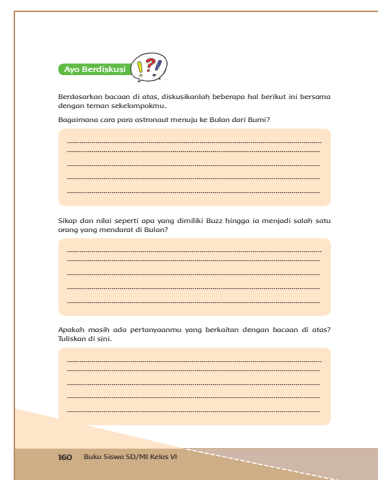 Ayo Berdiskusi
Berdasarkan bacaan di atas, diskusikanlah beberapa hal berikut ini bersama
dengan teman sekelompokmu.
Bagaimana cara para astronaut menuju ke Bulan dari Bumi?
Sikap dan nilai seperti apa yang dimiliki Buzz hingga ia menjadi salah satu
orang yang mendarat di Bulan?
Apakah masih ada pertanyaanmu yang berkaitan dengan bacaan di atas?
Tuliskan di sini.
160 Buku Siswa SD/MI Kelas VI